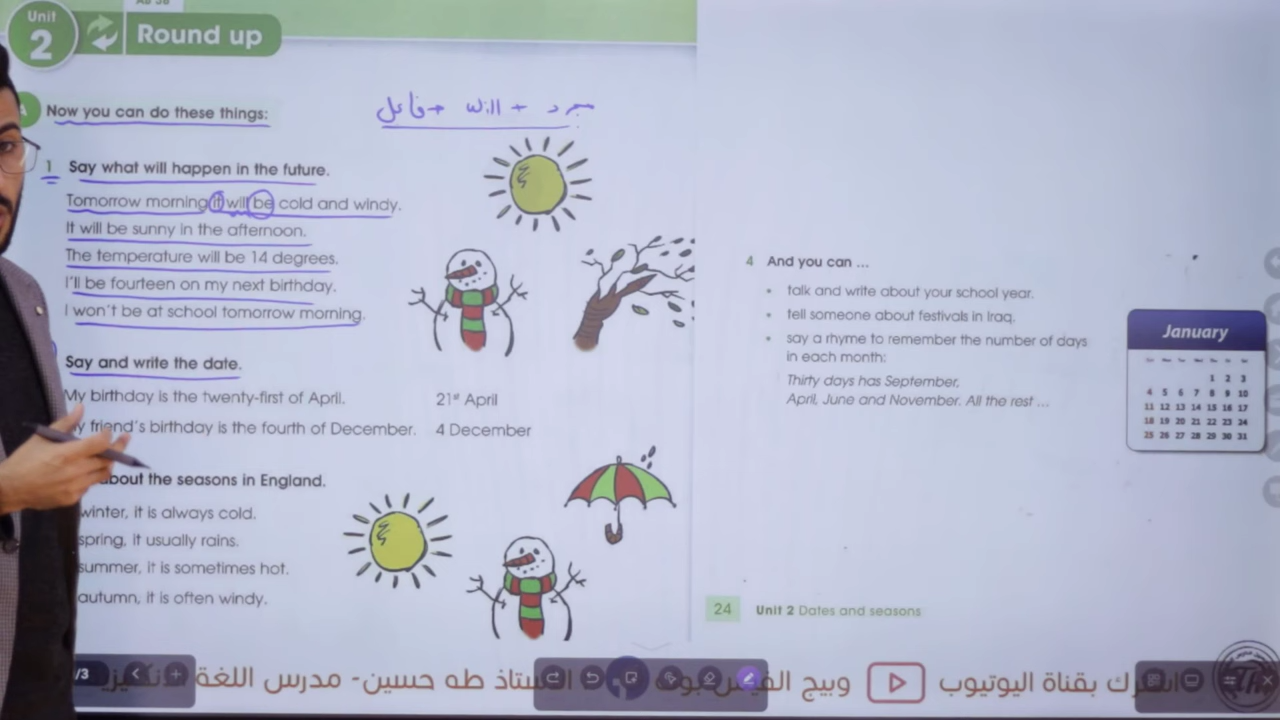 Unit
2
Round up
Now you can do these things:
فاعل + will + مجرد
1 Say what will happen in the future.
Tomorrow morning it will be cold and windy.
It will be sunny in the afternoon.
The temperature will be 14 degrees.
I'll be fourteen on my next birthday.
I won't be at school tomorrow morning.
Say and write the date.
My birthday is the twenty-first of April. 21st April
friend's birthday is the fourth of December. 4 December
about the seasons in England.
winter, it is always cold.
spring, it usually rains.
summer, it is sometimes hot.
autumn, it is often windy.
4 And you can ...
• talk and write about your school year.
• tell someone about festivals in Iraq.
• say a rhyme to remember the number of days
in each month:
Thirty days has September,
April, June and November. All the rest ...
January
1 2 3
4 5 6 7 8 9 10
11 12 13 14 15 16 17
18 19 20 21 22 23 24
25 26 27 28 29 30 31
24 Unit 2 Dates and seasons
/3
بقناة اليوتيوب وبيج طه حسين- مدرس اللغة